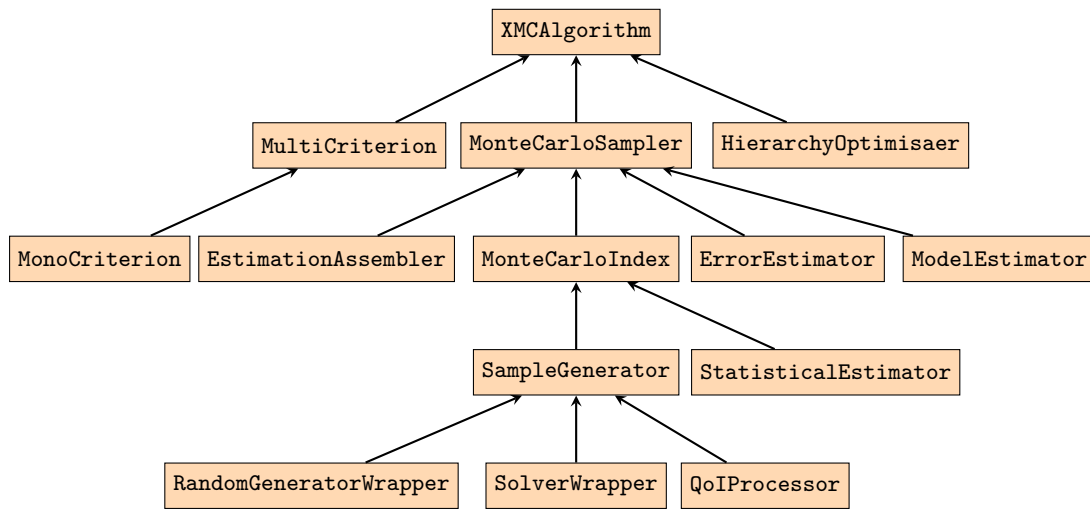 XMCAlgorithm
MultiCriterion
MonteCarloSampler
HierarchyOptimisaer
MonoCriterion
EstimationAssembler
MonteCarloIndex
ErrorEstimator
ModelEstimator
SampleGenerator
StatisticalEstimator
RandomGeneratorWrapper
SolverWrapper
QoIProcessor